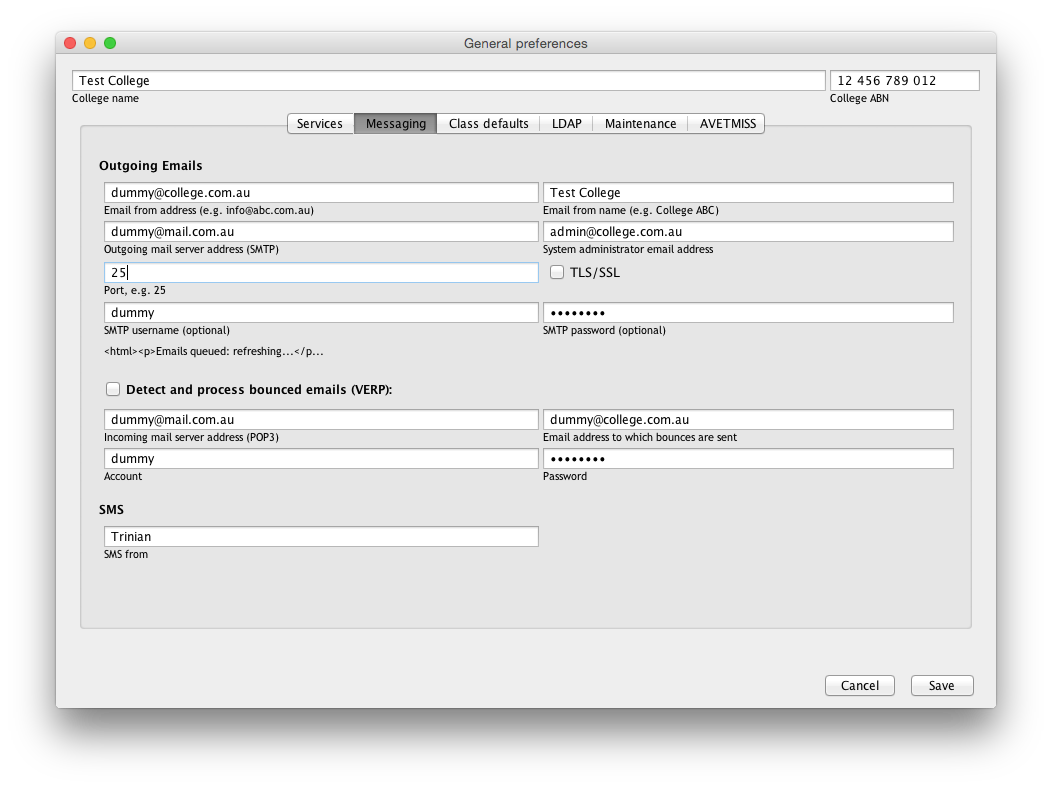 General preferences
Test College 12 456 789 012
College name College ABN
Services Messaging Class defaults LDAP Maintenance AVETMISS
Outgoing Emails
dummy@college.com.au Test College
Email from address (e.g. info@abc.com.au) Email from name (e.g. College ABC)
dummy@mail.com.au admin@college.com.au
Outgoing mail server address (SMTP) System administrator email address
25 TLS/SSL
Port, e.g. 25
dummy ••••••••
SMTP username (optional) SMTP password (optional)
<html><p>Emails queued: refreshing...</p...
Detect and process bounced emails (VERP):
dummy@mail.com.au dummy@college.com.au
Incoming mail server address (POP3) Email address to which bounces are sent
dummy ••••••••
Account Password
SMS
Trinian
SMS from
Cancel Save